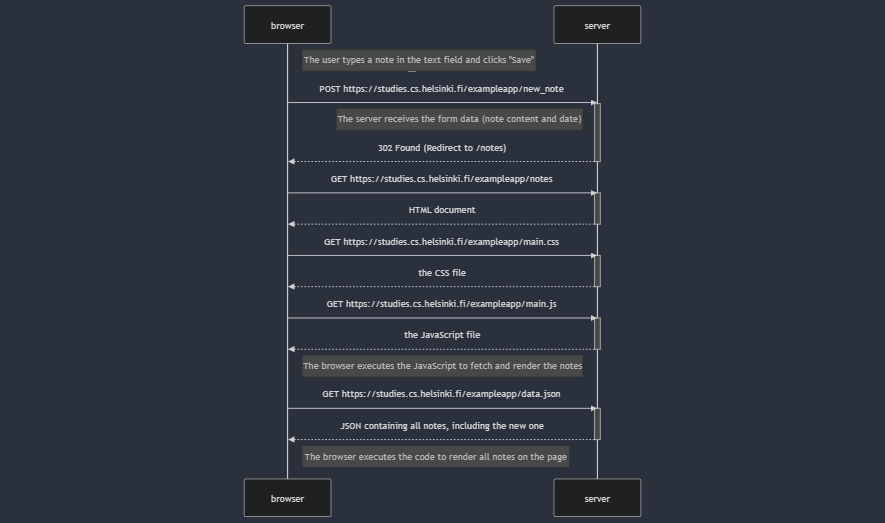 browser
server
The user types a note in the text field and clicks "Save"
POST https://studies.cs.helsinki.fi/exampleapp/new_note
The server receives the form data (note content and date)
302 Found (Redirect to /notes)
GET https://studies.cs.helsinki.fi/exampleapp/notes
HTML document
GET https://studies.cs.helsinki.fi/exampleapp/main.css
the CSS file
GET https://studies.cs.helsinki.fi/exampleapp/main.js
the JavaScript file
The browser executes the JavaScript to fetch and render the notes
GET https://studies.cs.helsinki.fi/exampleapp/data.json
JSON containing all notes, including the new one
The browser executes the code to render all notes on the page
browser
server